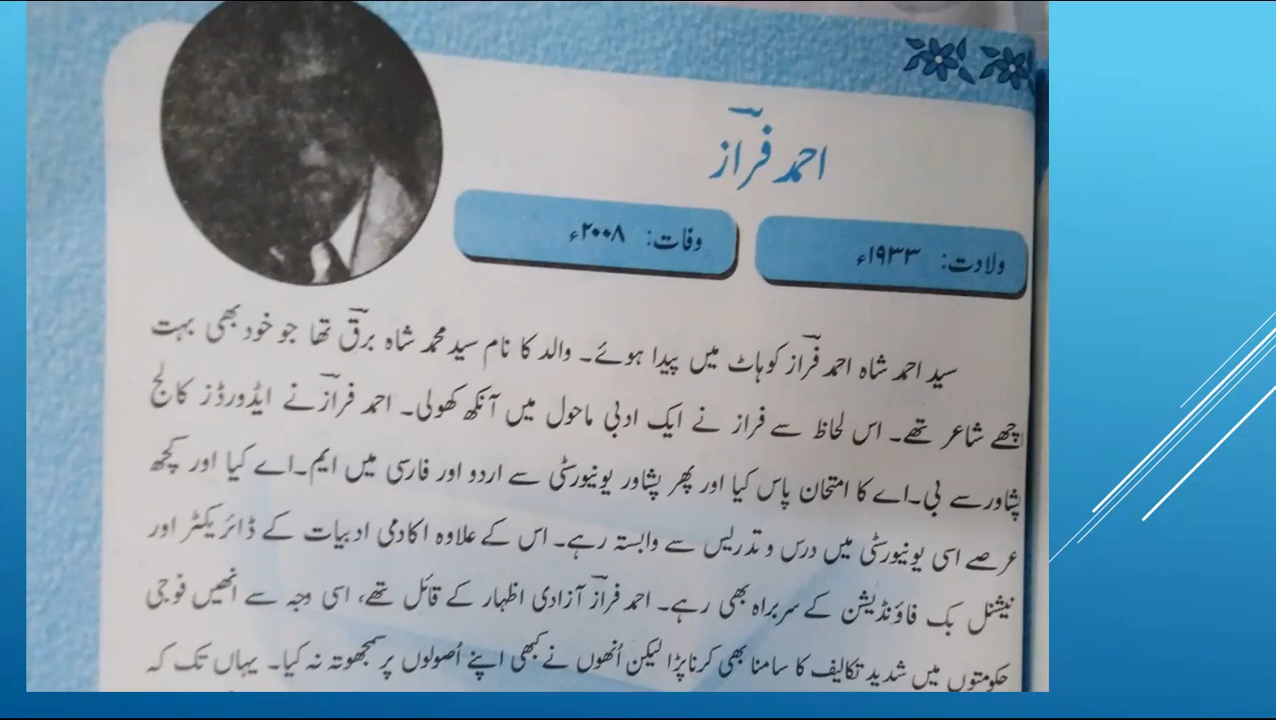 احمد فرازؔ
ولادت: ۱۹۳۳ء
وفات: ۲۰۰۸ء
سید احمد شاہ احمد فرازؔ کوہاٹ میں پیدا ہوئے۔ والد کا نام سید محمد شاہ برقؔ تھا جو خود بھی بہت
اچھے شاعر تھے۔ اس لحاظ سے فراز نے ایک ادبی ماحول میں آنکھ کھولی۔ احمد فرازؔ نے ایڈورڈز کالج
پشاور سے بی۔اے کا امتحان پاس کیا اور پھر پشاور یونیورسٹی سے اردو اور فارسی میں ایم۔اے کیا اور کچھ
عرصے اسی یونیورسٹی میں درس و تدریس سے وابستہ رہے۔ اس کے علاوہ اکادمی ادبیات کے ڈائریکٹر اور
نیشنل بک فاؤنڈیشن کے سربراہ بھی رہے۔ احمد فرازؔ آزادی اظہار کے قائل تھے، اسی وجہ سے انھیں فوجی
حکومتوں میں شدید تکالیف کا سامنا بھی کرنا پڑا لیکن اُنھوں نے کبھی اپنے اُصولوں پر سمجھوتہ نہ کیا۔ یہاں تک کہ